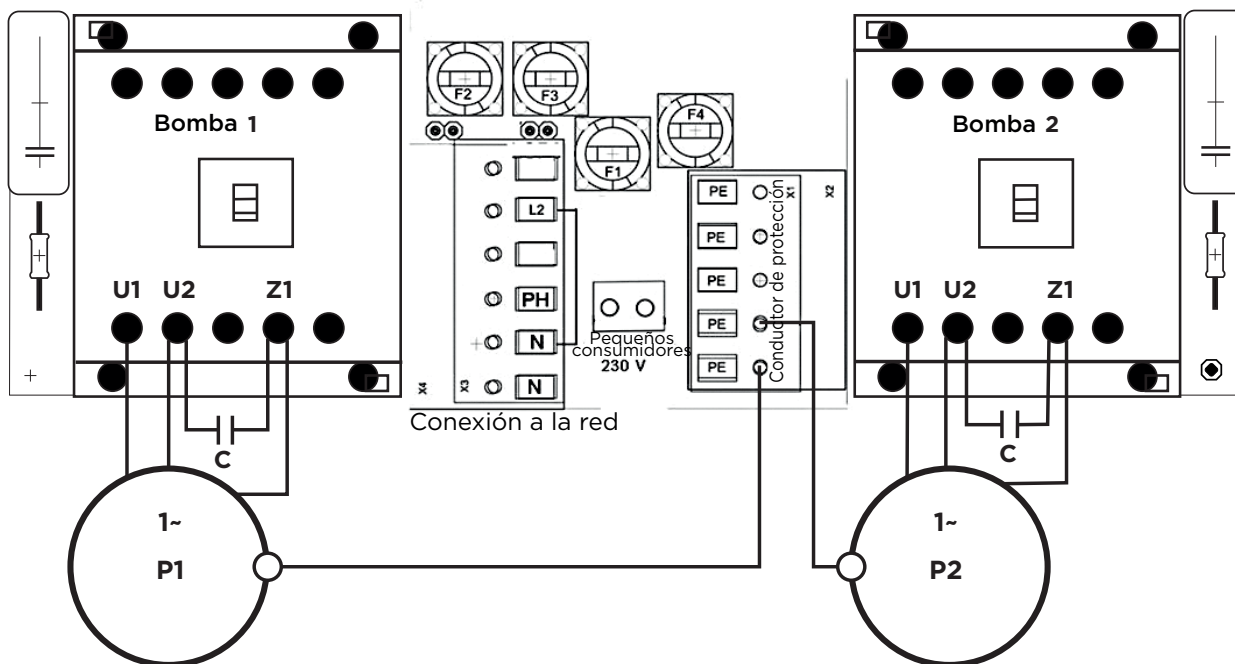 Bomba 1
U1 U2 Z1
C
1~
P1
F2
F3
F1
F4
L2
PH
N
N
X4
X3
Conexión a la red
Pequeños
consumidores
230 V
PE
PE
PE
PE
PE
X1
X2
Conductor de protección
Bomba 2
U1 U2 Z1
C
1~
P2